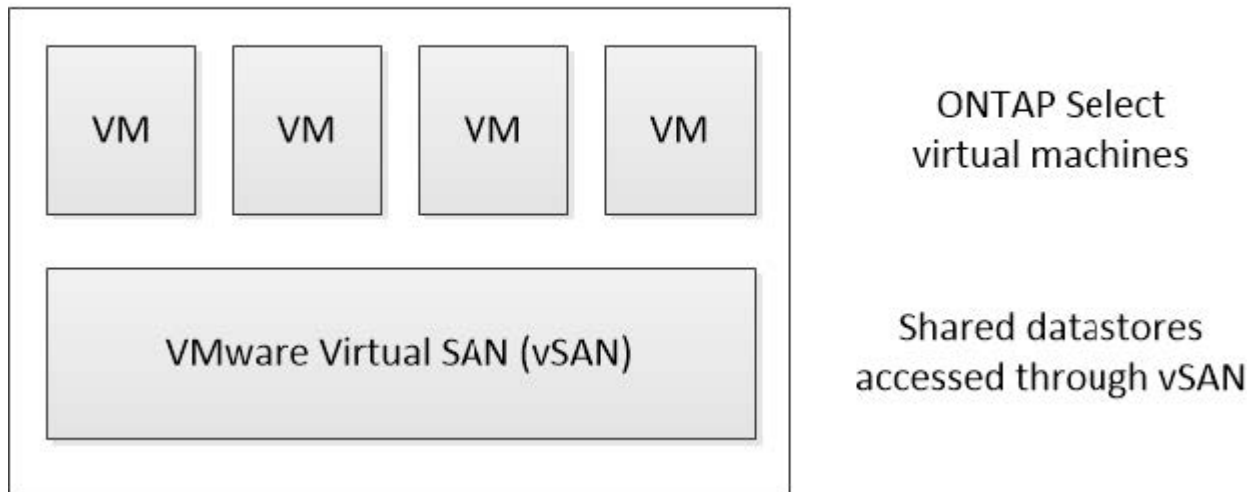 VM
VM
VM
VM
ONTAP Select
virtual machines
VMware Virtual SAN (vSAN)
Shared datastores
accessed through vSAN